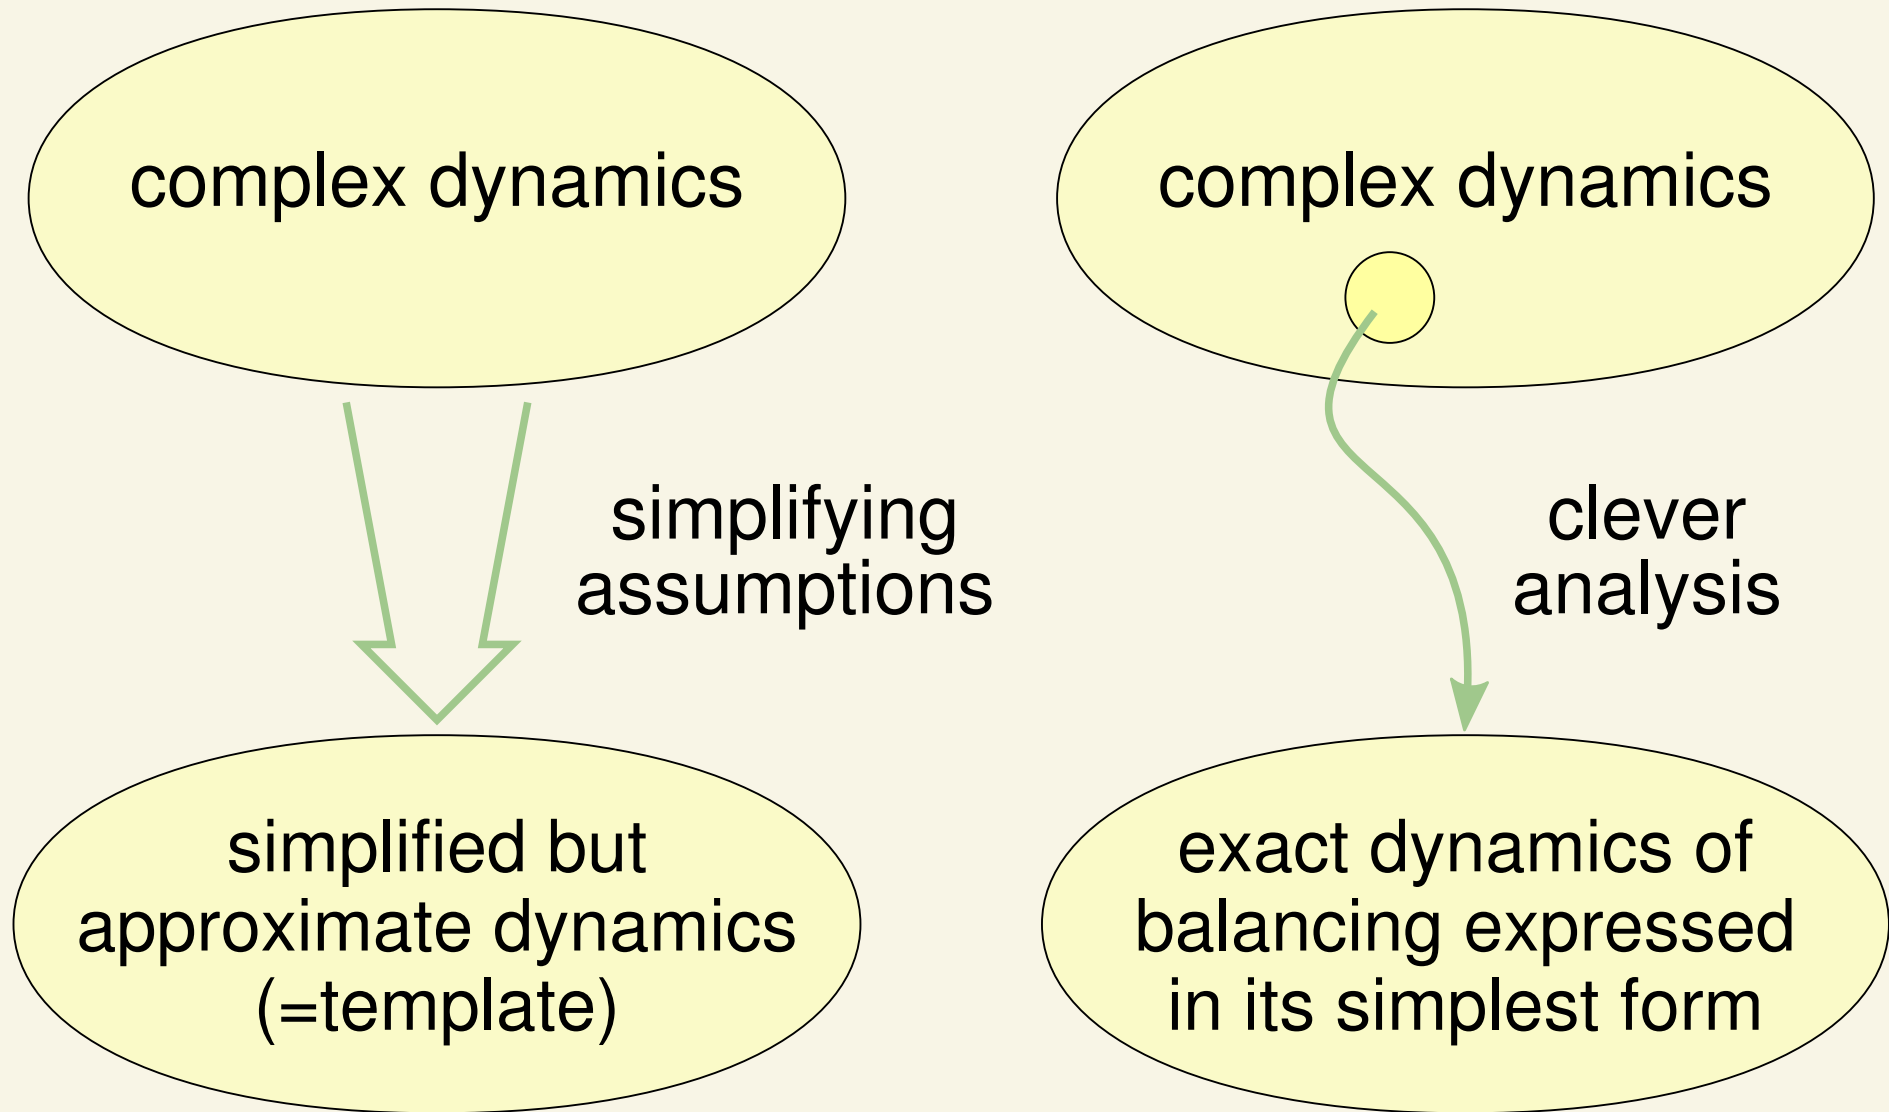 complex dynamics
simplifying
assumptions
simplified but
approximate dynamics
(=template)
complex dynamics
clever
analysis
exact dynamics of
balancing expressed
in its simplest form